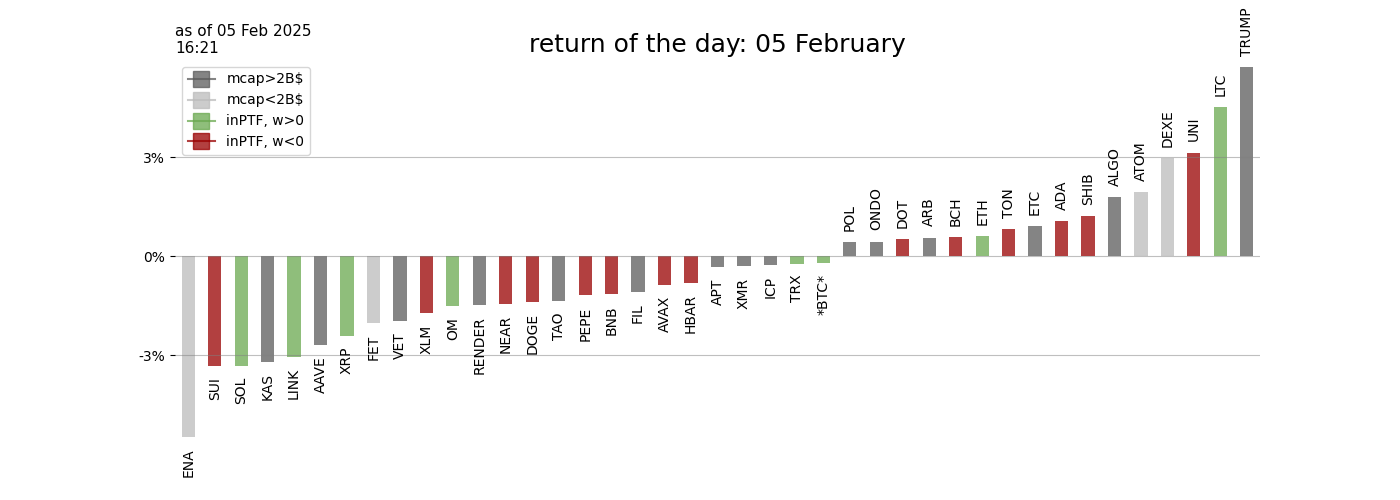 as of 05 Feb 2025
16:21
return of the day: 05 February
mcap>2B$
mcap<2B$
inPTF, w>0
inPTF, w<0
3%
0%
-3%
ENA
SUI
SOL
KAS
LINK
AAVE
XRP
FET
VET
XLM
OM
RENDER
NEAR
DOGE
TAO
PEPE
BNB
FIL
AVAX
HBAR
APT
XMR
ICP
TRX
*BTC*
POL
ONDO
DOT
ARB
BCH
ETH
TON
ETC
ADA
SHIB
ALGO
ATOM
DEXE
UNI
LTC
TRUMP